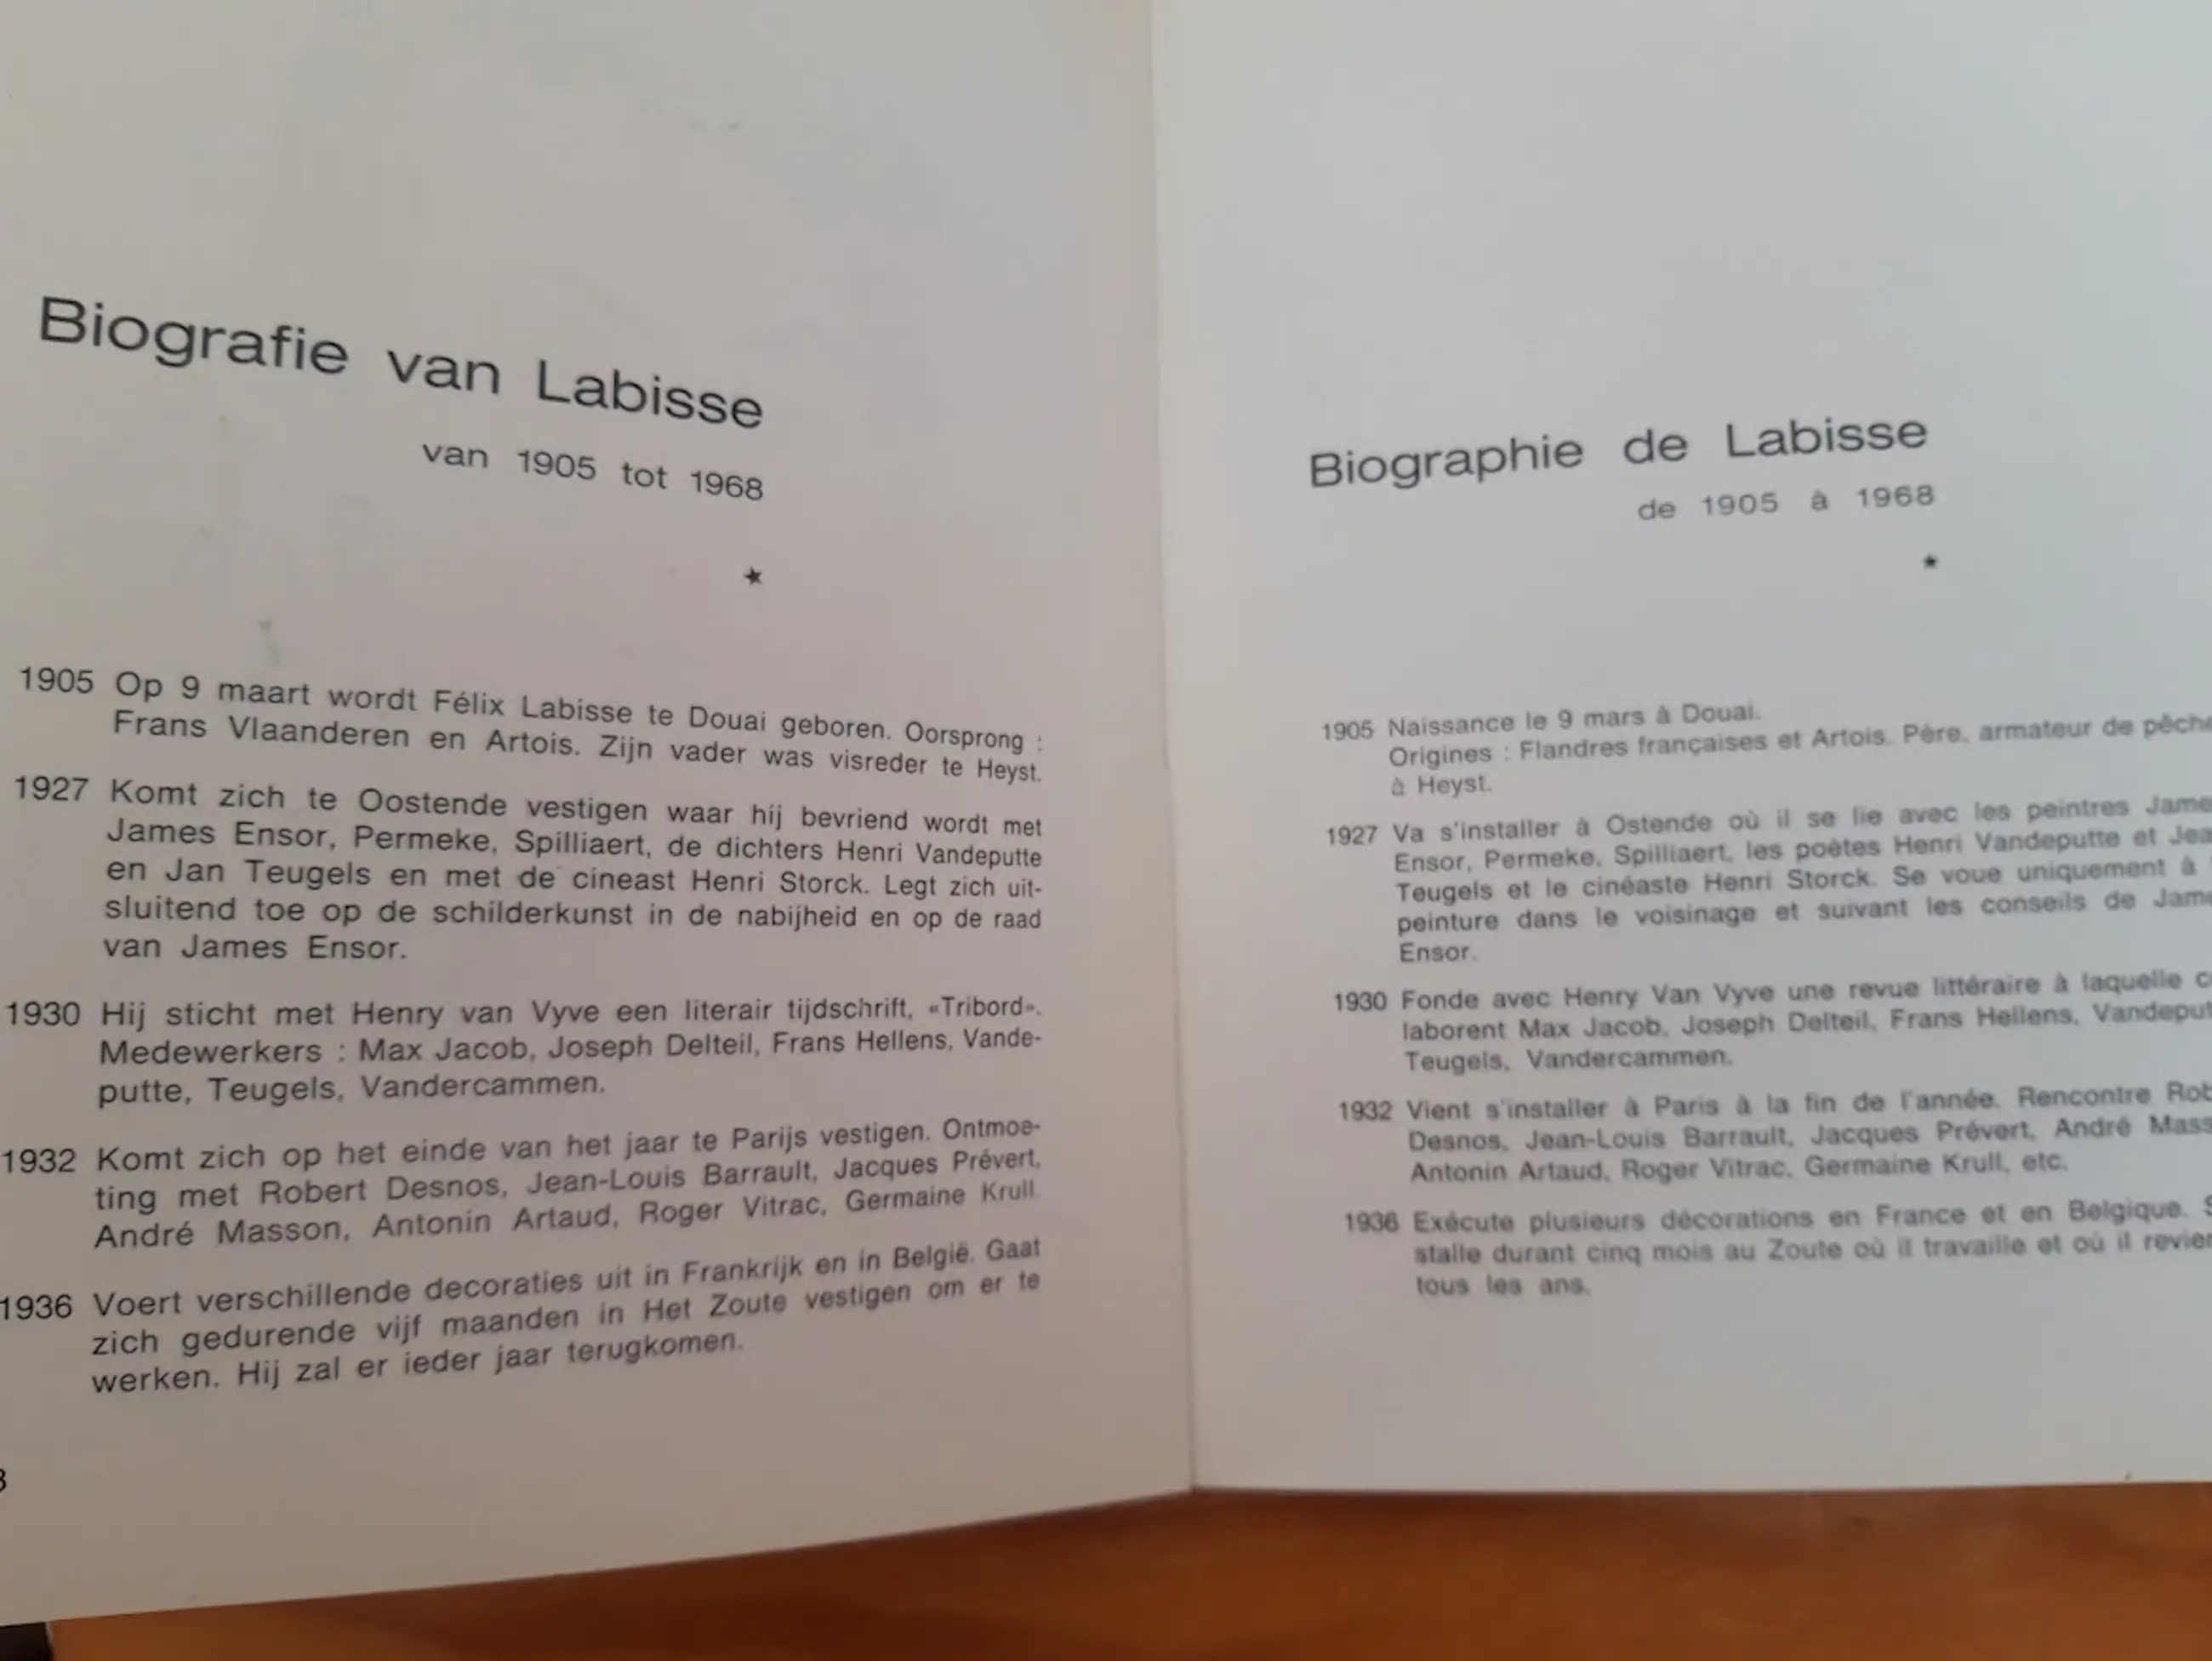 Biografie van Labisse
van 1905 tot 1968
★
1905 Op 9 maart wordt Félix Labisse te Douai geboren. Oorsprong :
Frans Vlaanderen en Artois. Zijn vader was visreder te Heyst.
1927 Komt zich te Oostende vestigen waar hij bevriend wordt met
James Ensor, Permeke, Spilliaert, de dichters Henri Vandeputte
en Jan Teugels en met de cineast Henri Storck. Legt zich uit-
sluitend toe op de schilderkunst in de nabijheid en op de raad
van James Ensor.
1930 Hij sticht met Henry van Vyve een literair tijdschrift, «Tribord».
Medewerkers : Max Jacob, Joseph Delteil, Frans Hellens, Vande-
putte, Teugels, Vandercammen.
1932 Komt zich op het einde van het jaar te Parijs vestigen. Ontmoe-
ting met Robert Desnos, Jean-Louis Barrault, Jacques Prévert,
André Masson, Antonin Artaud, Roger Vitrac, Germaine Krull.
1936 Voert verschillende decoraties uit in Frankrijk en in België. Gaat
zich gedurende vijf maanden in Het Zoute vestigen om er te
werken. Hij zal er ieder jaar terugkomen.
Biographie de Labisse
de 1905 à 1968
★
1905 Naissance le 9 mars à Douai.
Origines : Flandres françaises et Artois. Père, armateur de pêche
à Heyst.
1927 Va s'installer à Ostende où il se lie avec les peintres Jame
Ensor, Permeke, Spilliaert, les poètes Henri Vandeputte et Jea
Teugels et le cinéaste Henri Storck. Se voue uniquement à
peinture dans le voisinage et suivant les conseils de Jame
Ensor.
1930 Fonde avec Henry Van Vyve une revue littéraire à laquelle c
laborent Max Jacob, Joseph Delteil, Frans Hellens, Vandeput
Teugels, Vandercammen.
1932 Vient s'installer à Paris à la fin de l'année. Rencontre Rob
Desnos, Jean-Louis Barrault, Jacques Prévert, André Mass
Antonin Artaud, Roger Vitrac, Germaine Krull, etc.
1936 Exécute plusieurs décorations en France et en Belgique. S
stalle durant cinq mois au Zoute où il travaille et où il revien
tous les ans.